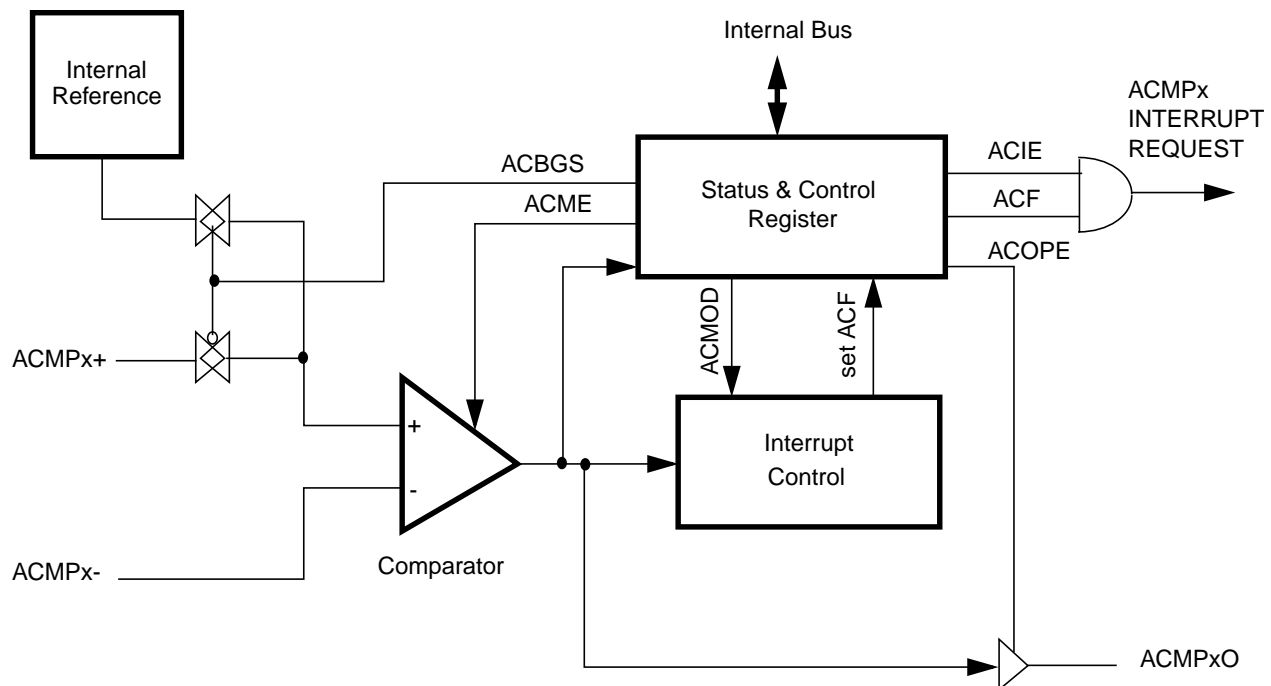 Internal Bus
Internal
Reference
ACMPx
INTERRUPT
REQUEST
ACBGS
ACME
Status & Control
Register
ACIE
ACF
ACOPE
ACMOD
set ACF
ACMPx+
+
-
Interrupt
Control
Comparator
ACMPx-
ACMPxO